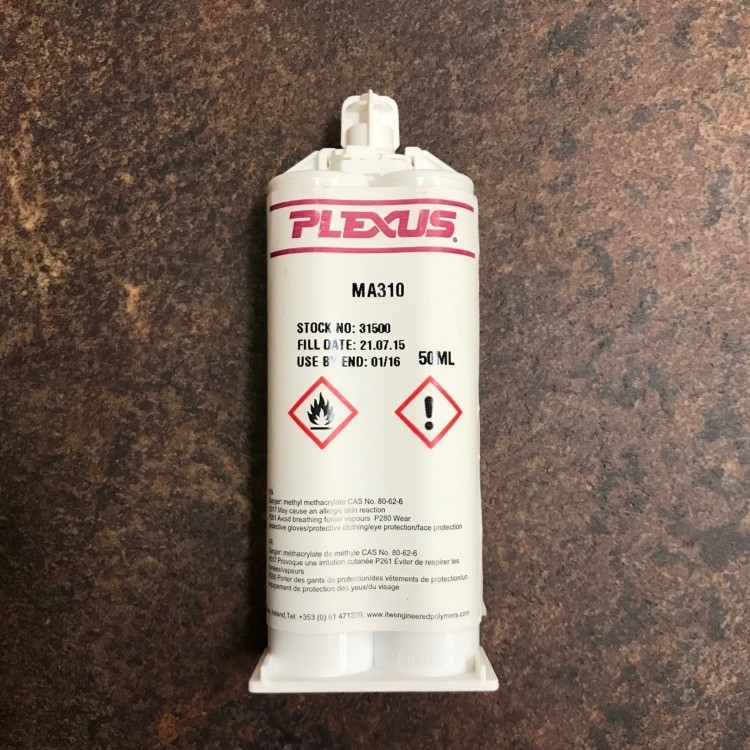 PLEXUS®
MA310
STOCK NO: 31500
FILL DATE: 21.07.15
USE BY END: 01/16 50ML
EN
Danger: methyl methacrylate CAS No. 80-62-6
H317 May cause an allergic skin reaction
P261 Avoid breathing fume/ vapours P280 Wear
protective gloves/protective clothing/eye protection/face protection
FR
Danger: méthacrylate de méthyle CAS No. 80-62-6
H317 Provoque une irritation cutanée P261 Éviter de respirer les
fumées/vapeurs
P280 Porter des gants de protection/des vêtements de protection/un
équipement de protection des yeux/du visage
Ireland,Tel: +353 (0) 61 471299, www.itwengineeredpolymers.com